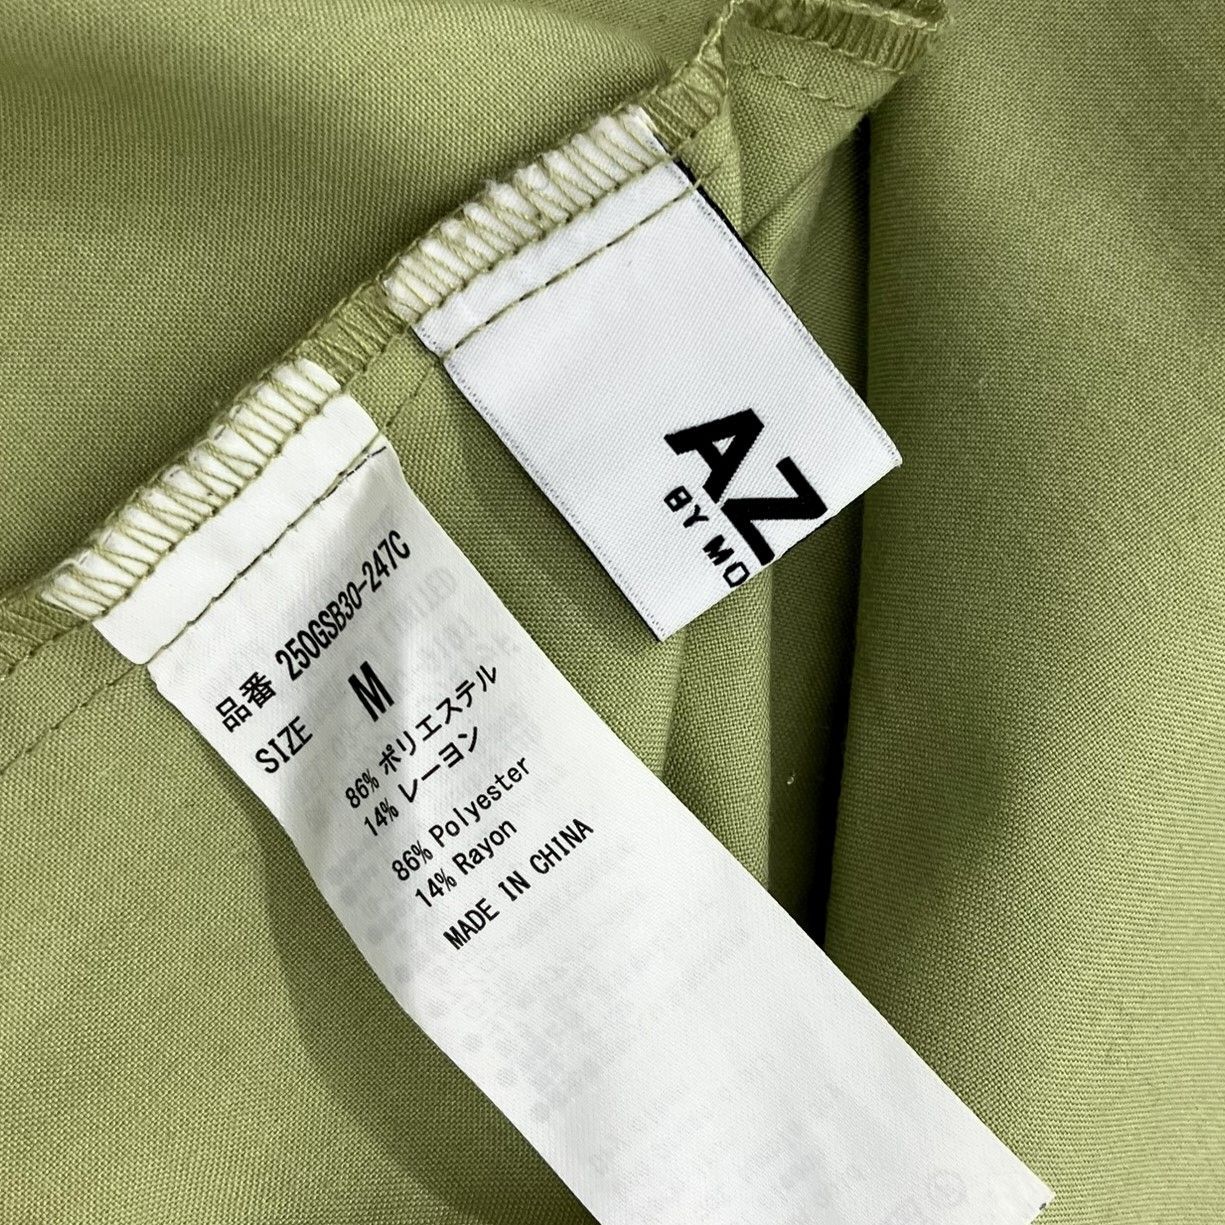 AZ
BY MO
品番 250GSB30-247C
SIZE M
86% ポリエステル
14% レーヨン
86% Polyester
14% Rayon
MADE IN CHINA